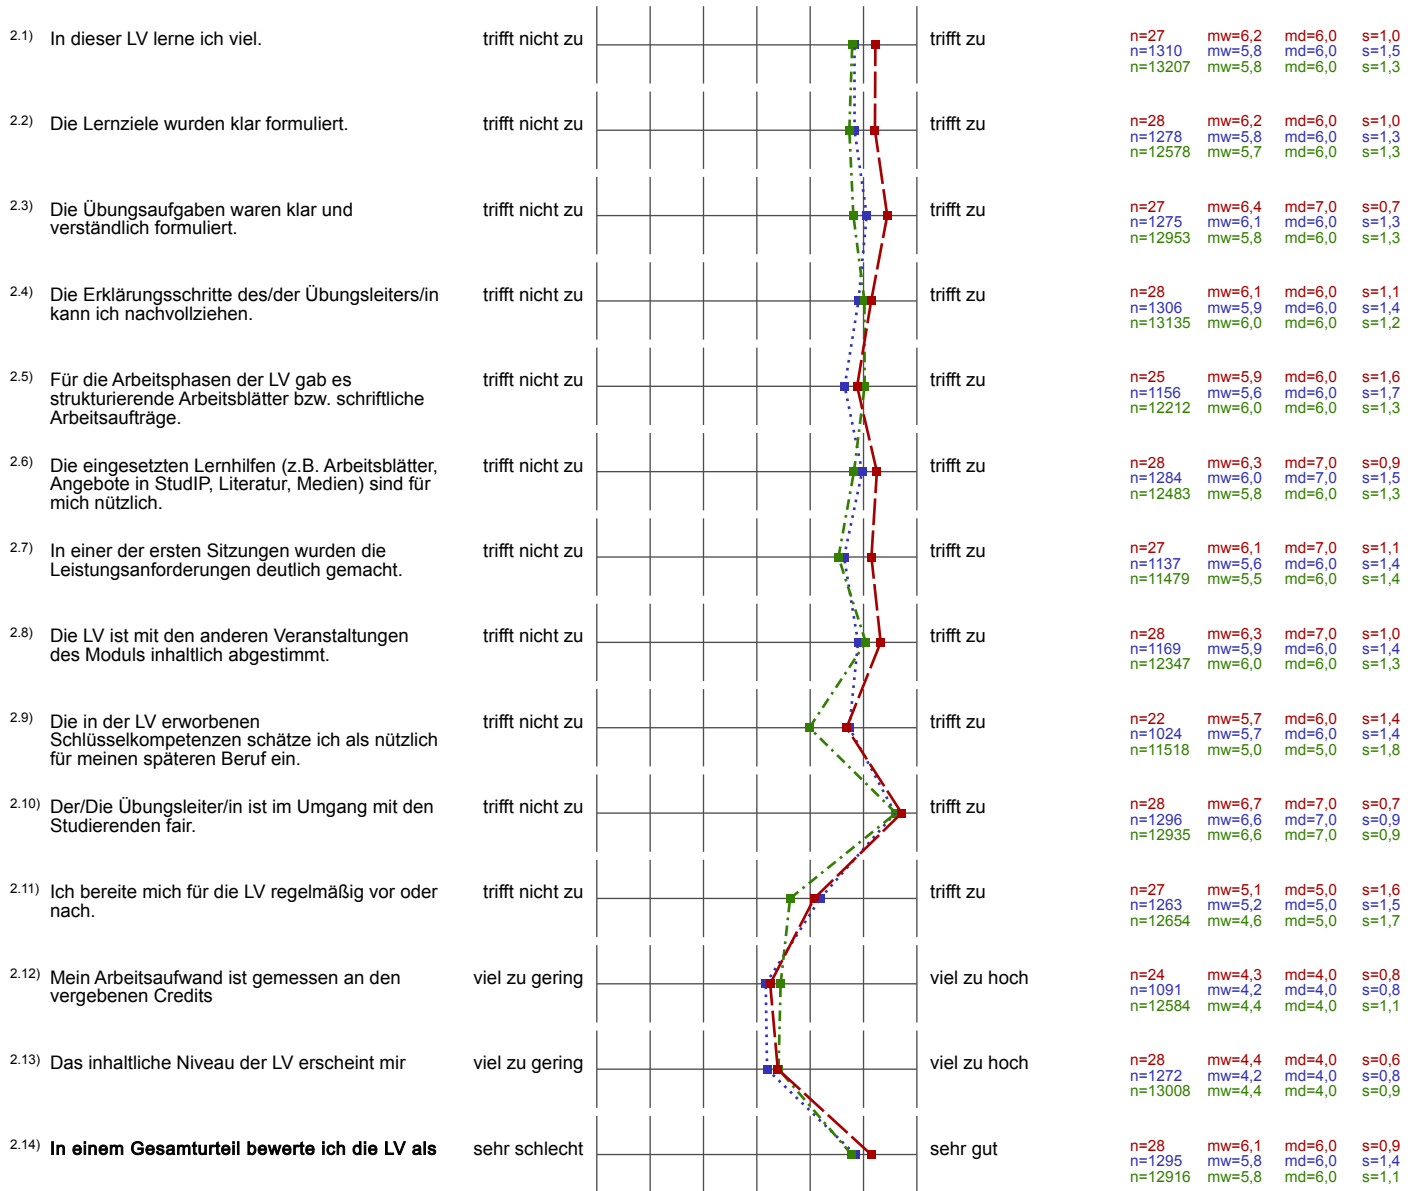 2.1) In dieser LV lerne ich viel. trifft nicht zu trifft zu n=27 mw=6,2 md=6,0 s=1,0
n=1310 mw=5,8 md=6,0 s=1,5
n=13207 mw=5,8 md=6,0 s=1,3
2.2) Die Lernziele wurden klar formuliert. trifft nicht zu trifft zu n=28 mw=6,2 md=6,0 s=1,0
n=1278 mw=5,8 md=6,0 s=1,3
n=12578 mw=5,7 md=6,0 s=1,3
2.3) Die Übungsaufgaben waren klar und trifft nicht zu trifft zu n=27 mw=6,4 md=7,0 s=0,7
verständlich formuliert. n=1275 mw=6,1 md=6,0 s=1,3
n=12953 mw=5,8 md=6,0 s=1,3
2.4) Die Erklärungsschritte des/der Übungsleiters/in trifft nicht zu trifft zu n=28 mw=6,1 md=6,0 s=1,1
kann ich nachvollziehen. n=1306 mw=5,9 md=6,0 s=1,4
n=13135 mw=6,0 md=6,0 s=1,2
2.5) Für die Arbeitsphasen der LV gab es trifft nicht zu trifft zu n=25 mw=5,9 md=6,0 s=1,6
strukturierende Arbeitsblätter bzw. schriftliche n=1156 mw=5,6 md=6,0 s=1,7
Arbeitsaufträge. n=12212 mw=6,0 md=6,0 s=1,3
2.6) Die eingesetzten Lernhilfen (z.B. Arbeitsblätter, trifft nicht zu trifft zu n=28 mw=6,3 md=7,0 s=0,9
Angebote in StudIP, Literatur, Medien) sind für n=1284 mw=6,0 md=7,0 s=1,5
mich nützlich. n=12483 mw=5,8 md=6,0 s=1,3
2.7) In einer der ersten Sitzungen wurden die trifft nicht zu trifft zu n=27 mw=6,1 md=7,0 s=1,1
Leistungsanforderungen deutlich gemacht. n=1137 mw=5,6 md=6,0 s=1,4
n=11479 mw=5,5 md=6,0 s=1,4
2.8) Die LV ist mit den anderen Veranstaltungen trifft nicht zu trifft zu n=28 mw=6,3 md=7,0 s=1,0
des Moduls inhaltlich abgestimmt. n=1169 mw=5,9 md=6,0 s=1,4
n=12347 mw=6,0 md=6,0 s=1,3
2.9) Die in der LV erworbenen trifft nicht zu trifft zu n=22 mw=5,7 md=6,0 s=1,4
Schlüsselkompetenzen schätze ich als nützlich n=1024 mw=5,7 md=6,0 s=1,4
für meinen späteren Beruf ein. n=11518 mw=5,0 md=5,0 s=1,8
2.10) Der/Die Übungsleiter/in ist im Umgang mit den trifft nicht zu trifft zu n=28 mw=6,7 md=7,0 s=0,7
Studierenden fair. n=1296 mw=6,6 md=7,0 s=0,9
n=12935 mw=6,6 md=7,0 s=0,9
2.11) Ich bereite mich für die LV regelmäßig vor oder trifft nicht zu trifft zu n=27 mw=5,1 md=5,0 s=1,6
nach. n=1263 mw=5,2 md=5,0 s=1,5
n=12654 mw=4,6 md=5,0 s=1,7
2.12) Mein Arbeitsaufwand ist gemessen an den viel zu gering viel zu hoch n=24 mw=4,3 md=4,0 s=0,8
vergebenen Credits n=1091 mw=4,2 md=4,0 s=0,8
n=12584 mw=4,4 md=4,0 s=1,1
2.13) Das inhaltliche Niveau der LV erscheint mir viel zu gering viel zu hoch n=28 mw=4,4 md=4,0 s=0,6
n=1272 mw=4,2 md=4,0 s=0,8
n=13008 mw=4,4 md=4,0 s=0,9
2.14) In einem Gesamturteil bewerte ich die LV als sehr schlecht sehr gut n=28 mw=6,1 md=6,0 s=0,9
n=1295 mw=5,8 md=6,0 s=1,4
n=12916 mw=5,8 md=6,0 s=1,1